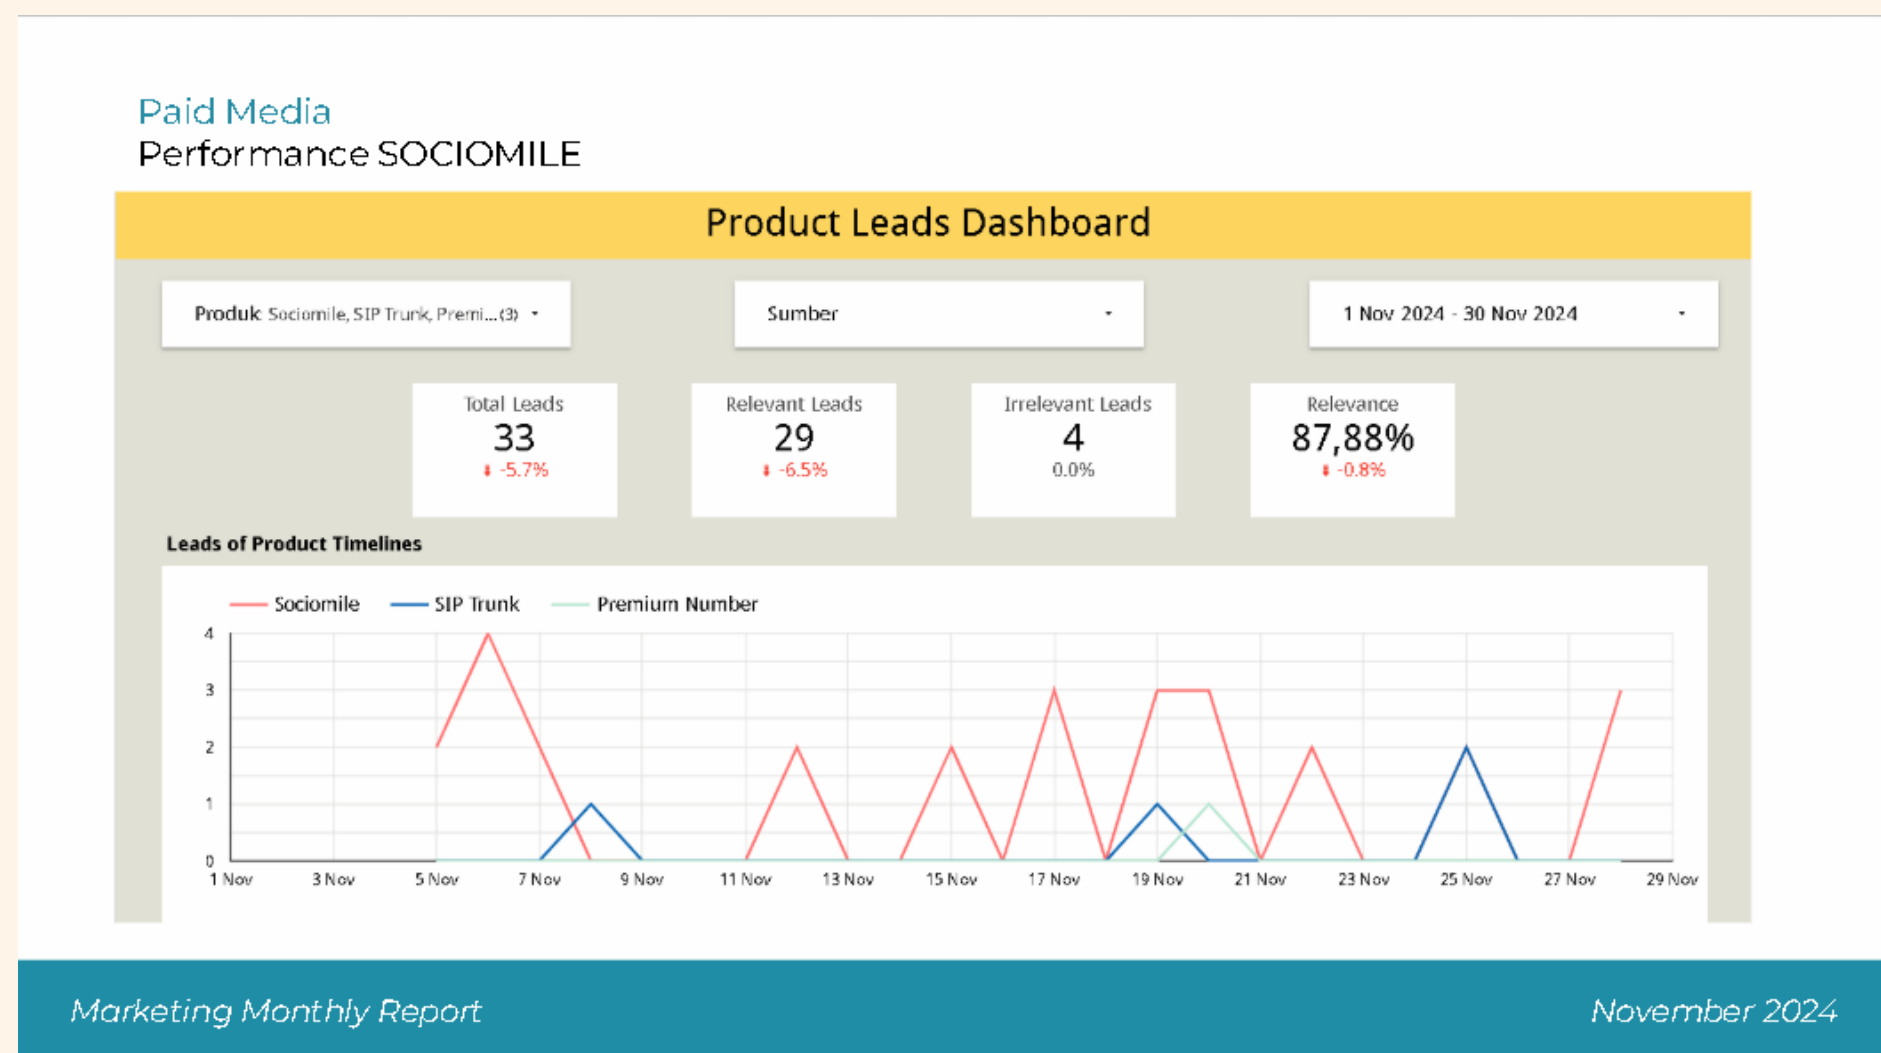 Paid Media
Performance SOCIOMILE
Product Leads Dashboard
Produk: Sociomile, SIP Trunk, Premi...(3)
Sumber
1 Nov 2024 - 30 Nov 2024
Total Leads
33
-5.7%
Relevant Leads
29
-6.5%
Irrelevant Leads
4
0.0%
Relevance
87,88%
-0.8%
Leads of Product Timelines
Sociomile SIP Trunk Premium Number
4
3
2
1
0
1 Nov 3 Nov 5 Nov 7 Nov 9 Nov 11 Nov 13 Nov 15 Nov 17 Nov 19 Nov 21 Nov 23 Nov 25 Nov 27 Nov 29 Nov
Marketing Monthly Report
November 2024